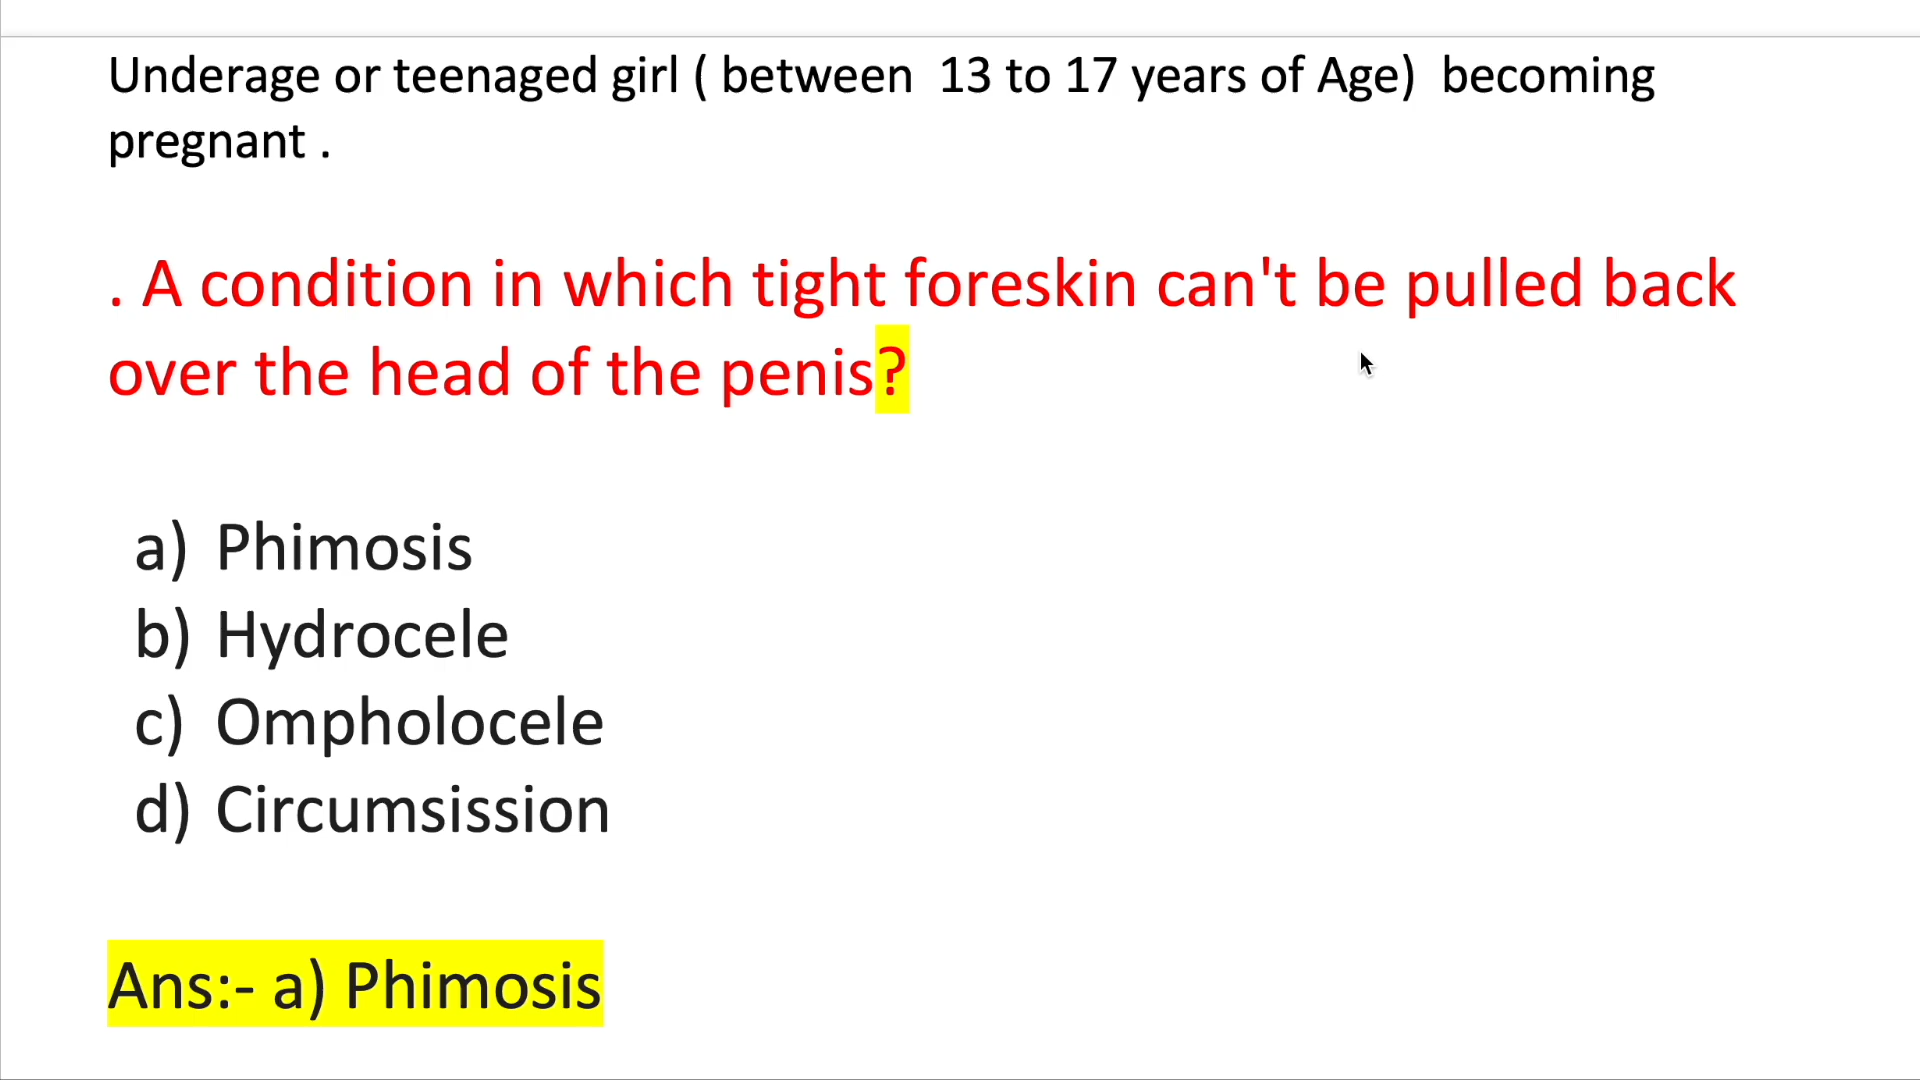 Underage or teenaged girl ( between  13 to 17 years of Age)  becoming
pregnant .
. A condition in which tight foreskin can't be pulled back
over the head of the penis?
a) Phimosis
b) Hydrocele
c) Ompholocele
d) Circumsission
Ans:- a) Phimosis